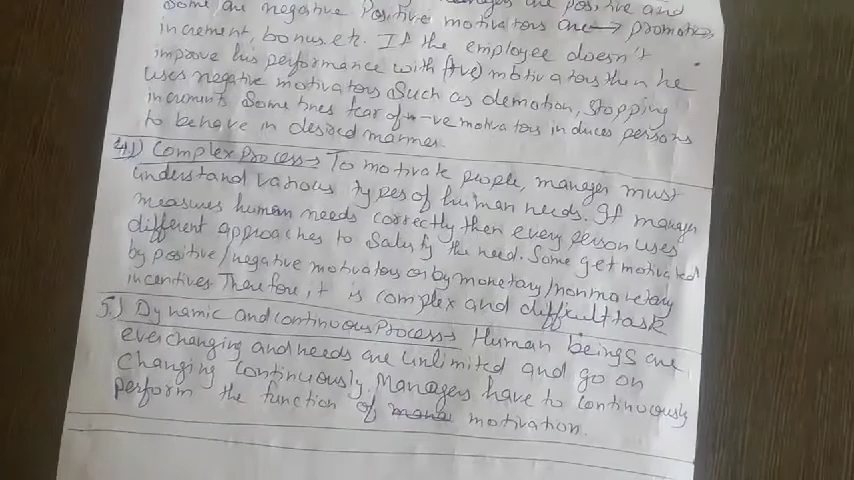 Some are negative Positive motivators are → promotion,
increment, bonus. etc. If the employee doesn't
improve his performance with (+ve) motivators then he
uses negative motivators Such as demotion, Stopping
increments. Sometimes fear of -ve motivators induces persons
to behave in desired manner.
4.) Complex Process → To motivate people, manager must
understand various types of human needs. If manager
measures human needs correctly then every person uses
different approaches to Satisfy the need. Some get motivated
by positive/negative motivators or by monetary/nonmonetary
incentives. Therefore, it is complex and difficult task
5.) Dynamic and continuous Process → Human beings are
everchanging and needs are unlimited and go on
Changing Continuously. Managers have to continuously
perform the function of motivation.